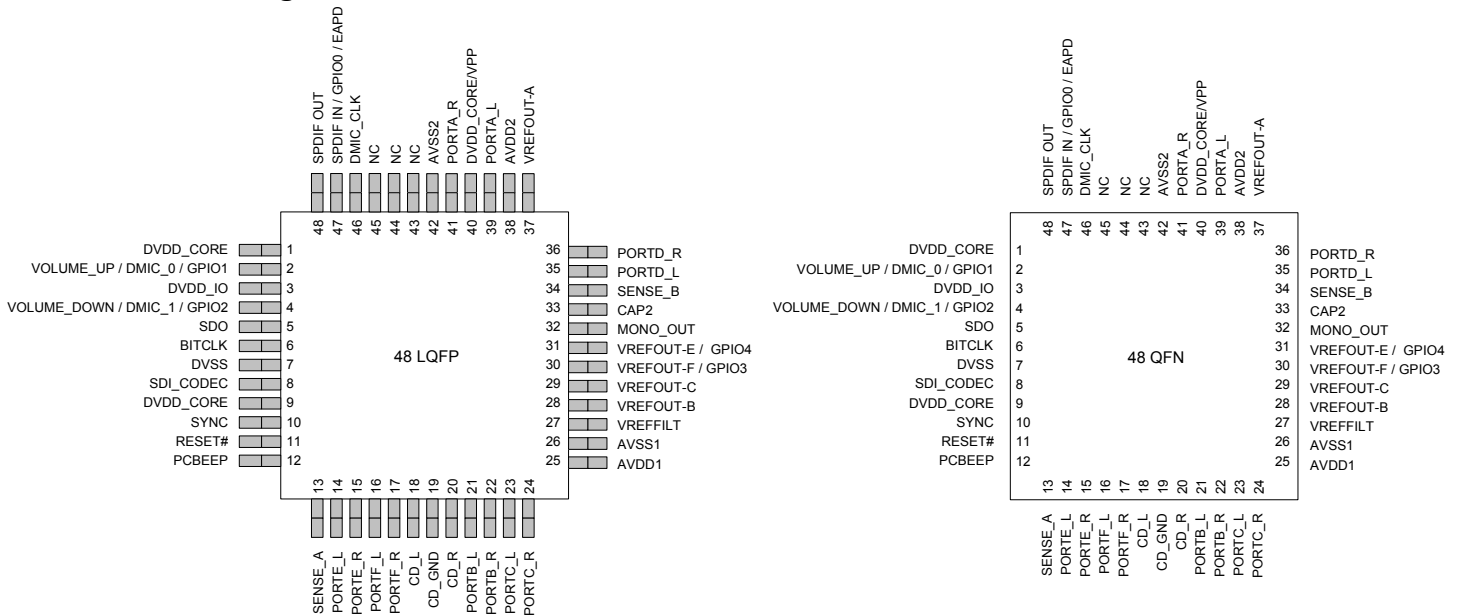 SPDIF OUT
SPDIF IN / GPIO0 / EAPD
DMIC_CLK
NC
NC
NC
AVSS2
PORTA_R
DVDD_CORE/VPP
PORTA_L
AVDD2
VREFOUT-A
48
47
46
45
44
43
42
41
40
39
38
37
DVDD_CORE 1
VOLUME_UP / DMIC_0 / GPIO1 2
DVDD_IO 3
VOLUME_DOWN / DMIC_1 / GPIO2 4
SDO 5
BITCLK 6
DVSS 7
SDI_CODEC 8
DVDD_CORE 9
SYNC 10
RESET# 11
PCBEEP 12
48 LQFP
36 PORTD_R
35 PORTD_L
34 SENSE_B
33 CAP2
32 MONO_OUT
31 VREFOUT-E / GPIO4
30 VREFOUT-F / GPIO3
29 VREFOUT-C
28 VREFOUT-B
27 VREFFILT
26 AVSS1
25 AVDD1
13
14
15
16
17
18
19
20
21
22
23
24
SENSE_A
PORTE_L
PORTE_R
PORTF_L
PORTF_R
CD_L
CD_GND
CD_R
PORTB_L
PORTB_R
PORTC_L
PORTC_R
SPDIF OUT
SPDIF IN / GPIO0 / EAPD
DMIC_CLK
NC
NC
NC
AVSS2
PORTA_R
DVDD_CORE/VPP
PORTA_L
AVDD2
VREFOUT-A
48
47
46
45
44
43
42
41
40
39
38
37
DVDD_CORE 1
VOLUME_UP / DMIC_0 / GPIO1 2
DVDD_IO 3
VOLUME_DOWN / DMIC_1 / GPIO2 4
SDO 5
BITCLK 6
DVSS 7
SDI_CODEC 8
DVDD_CORE 9
SYNC 10
RESET# 11
PCBEEP 12
48 QFN
36 PORTD_R
35 PORTD_L
34 SENSE_B
33 CAP2
32 MONO_OUT
31 VREFOUT-E / GPIO4
30 VREFOUT-F / GPIO3
29 VREFOUT-C
28 VREFOUT-B
27 VREFFILT
26 AVSS1
25 AVDD1
13
14
15
16
17
18
19
20
21
22
23
24
SENSE_A
PORTE_L
PORTE_R
PORTF_L
PORTF_R
CD_L
CD_GND
CD_R
PORTB_L
PORTB_R
PORTC_L
PORTC_R